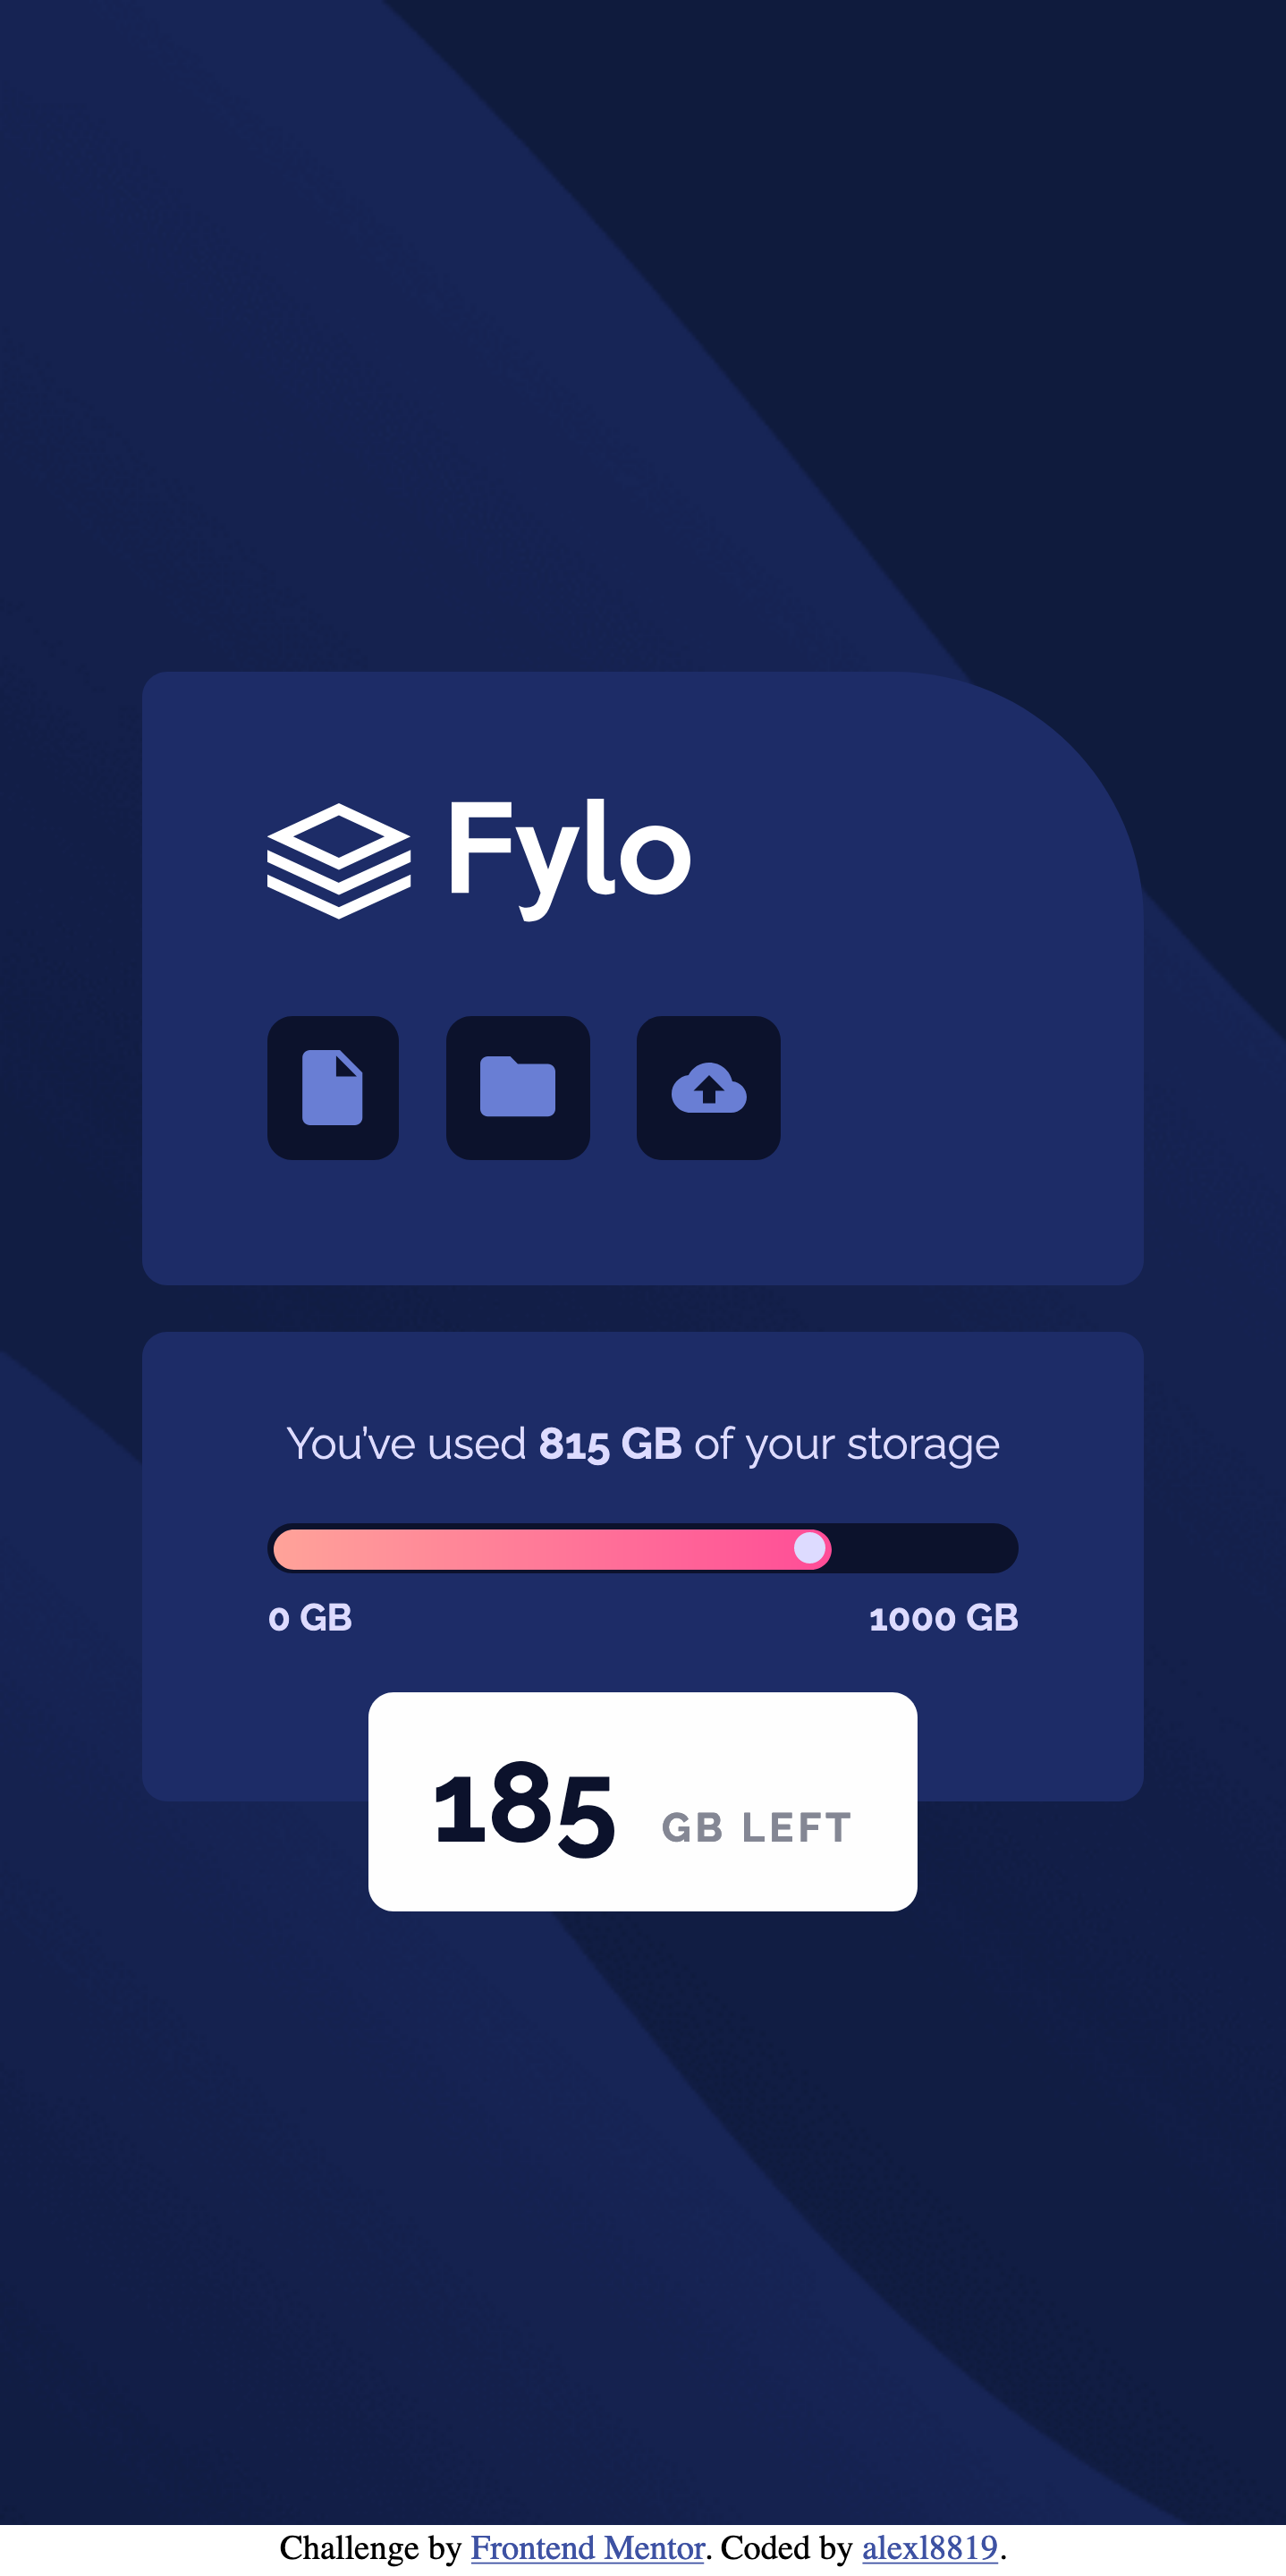 Fylo
You’ve used 815 GB of your storage
0 GB 1000 GB
185 GB LEFT
Challenge by Frontend Mentor. Coded by alexl8819.